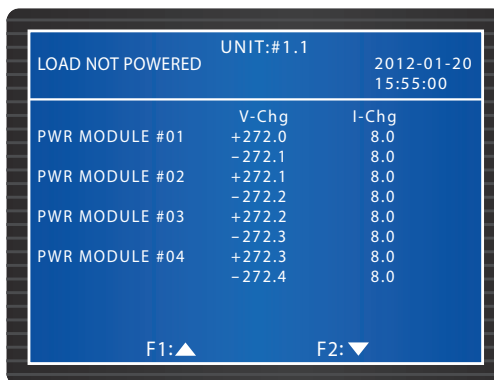 UNIT:#1.1
LOAD NOT POWERED 2012-01-20
15:55:00
V-Chg I-Chg
PWR MODULE #01 +272.0 8.0
−272.1 8.0
PWR MODULE #02 +272.1 8.0
−272.2 8.0
PWR MODULE #03 +272.2 8.0
−272.3 8.0
PWR MODULE #04 +272.3 8.0
−272.4 8.0
F1:▲ F2:▼